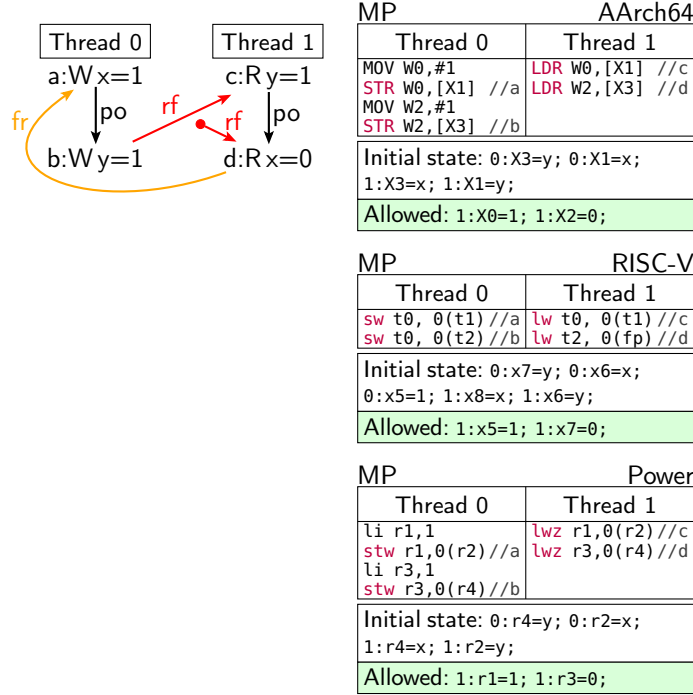 Thread 0 Thread 1
a:W x=1 c:R y=1
fr po rf rf po
b:W y=1 d:R x=0
MP AArch64
Thread 0 Thread 1
MOV W0,#1 LDR W0,[X1] //c
STR W0,[X1] //a LDR W2,[X3] //d
MOV W2,#1
STR W2,[X3] //b
Initial state: 0:X3=y; 0:X1=x;
1:X3=x; 1:X1=y;
Allowed: 1:X0=1; 1:X2=0;
MP RISC-V
Thread 0 Thread 1
sw t0, 0(t1)//a lw t0, 0(t1)//c
sw t0, 0(t2)//b lw t2, 0(fp)//d
Initial state: 0:x7=y; 0:x6=x;
0:x5=1; 1:x8=x; 1:x6=y;
Allowed: 1:x5=1; 1:x7=0;
MP Power
Thread 0 Thread 1
li r1,1 lwz r1,0(r2)//c
stw r1,0(r2)//a lwz r3,0(r4)//d
li r3,1
stw r3,0(r4)//b
Initial state: 0:r4=y; 0:r2=x;
1:r4=x; 1:r2=y;
Allowed: 1:r1=1; 1:r3=0;